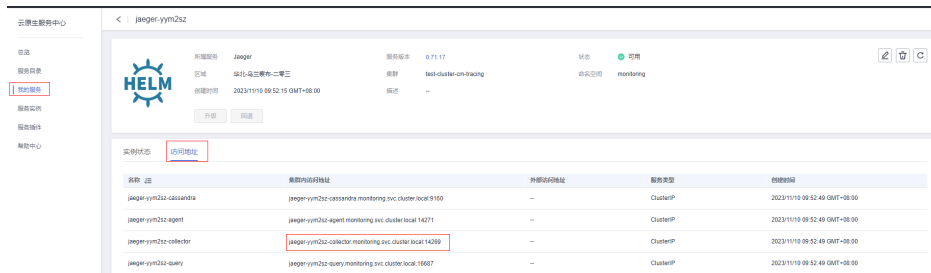 云原生服务中心
< jaeger-yym2sz
总览
服务目录
我的服务
服务实例
服务插件
帮助中心
HELM
所属服务 Jaeger 服务版本 0.71.17 状态 可用
区域 华北-乌兰察布-二零三 集群 test-cluster-cm-tracing 命名空间 monitoring
创建时间 2023/11/10 09:52:15 GMT+08:00 描述 --
升级 回退
实例状态 访问地址
名称 集群内访问地址 外部访问地址 服务类型 创建时间
jaeger-yym2sz-cassandra jaeger-yym2sz-cassandra.monitoring.svc.cluster.local:9160 -- ClusterIP 2023/11/10 09:52:49 GMT+08:00
jaeger-yym2sz-agent jaeger-yym2sz-agent.monitoring.svc.cluster.local:14271 -- ClusterIP 2023/11/10 09:52:49 GMT+08:00
jaeger-yym2sz-collector jaeger-yym2sz-collector.monitoring.svc.cluster.local:14269 -- ClusterIP 2023/11/10 09:52:49 GMT+08:00
jaeger-yym2sz-query jaeger-yym2sz-query.monitoring.svc.cluster.local:16687 -- ClusterIP 2023/11/10 09:52:49 GMT+08:00